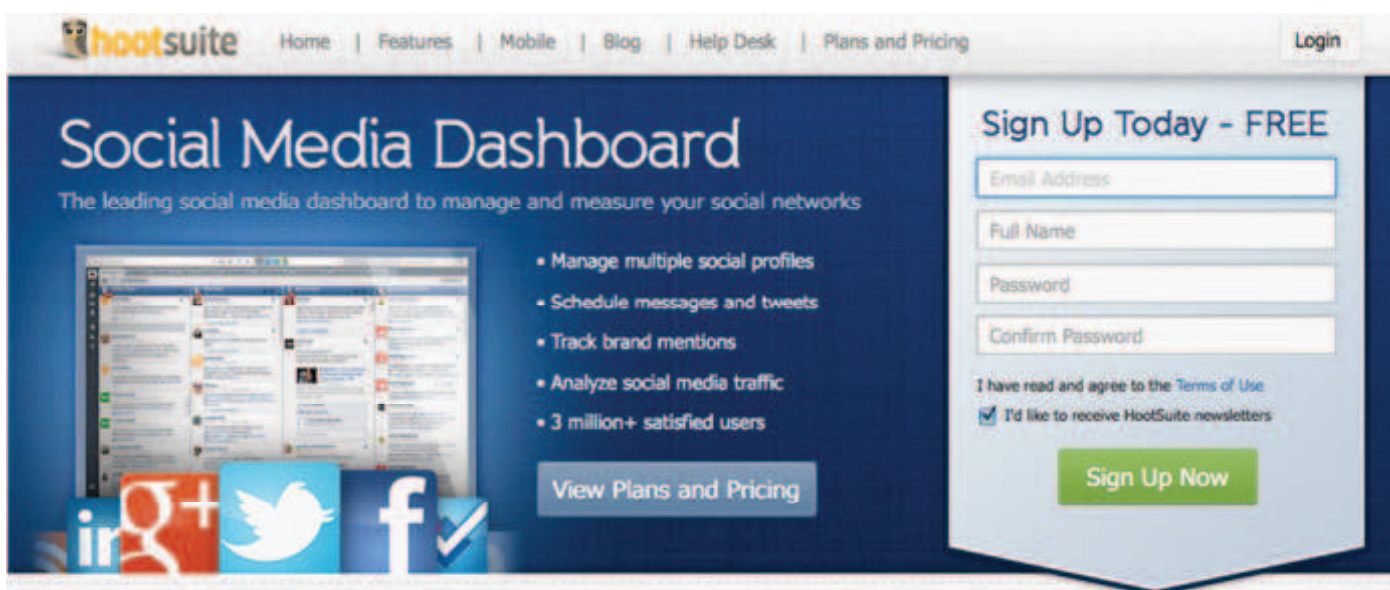 hootsuite
Home | Features | Mobile | Blog | Help Desk | Plans and Pricing
Login
Social Media Dashboard
The leading social media dashboard to manage and measure your social networks
• Manage multiple social profiles
• Schedule messages and tweets
• Track brand mentions
• Analyze social media traffic
• 3 million+ satisfied users
View Plans and Pricing
in
g+
f
Sign Up Today - FREE
Email Address
Full Name
Password
Confirm Password
I have read and agree to the Terms of Use
I'd like to receive HootSuite newsletters
Sign Up Now